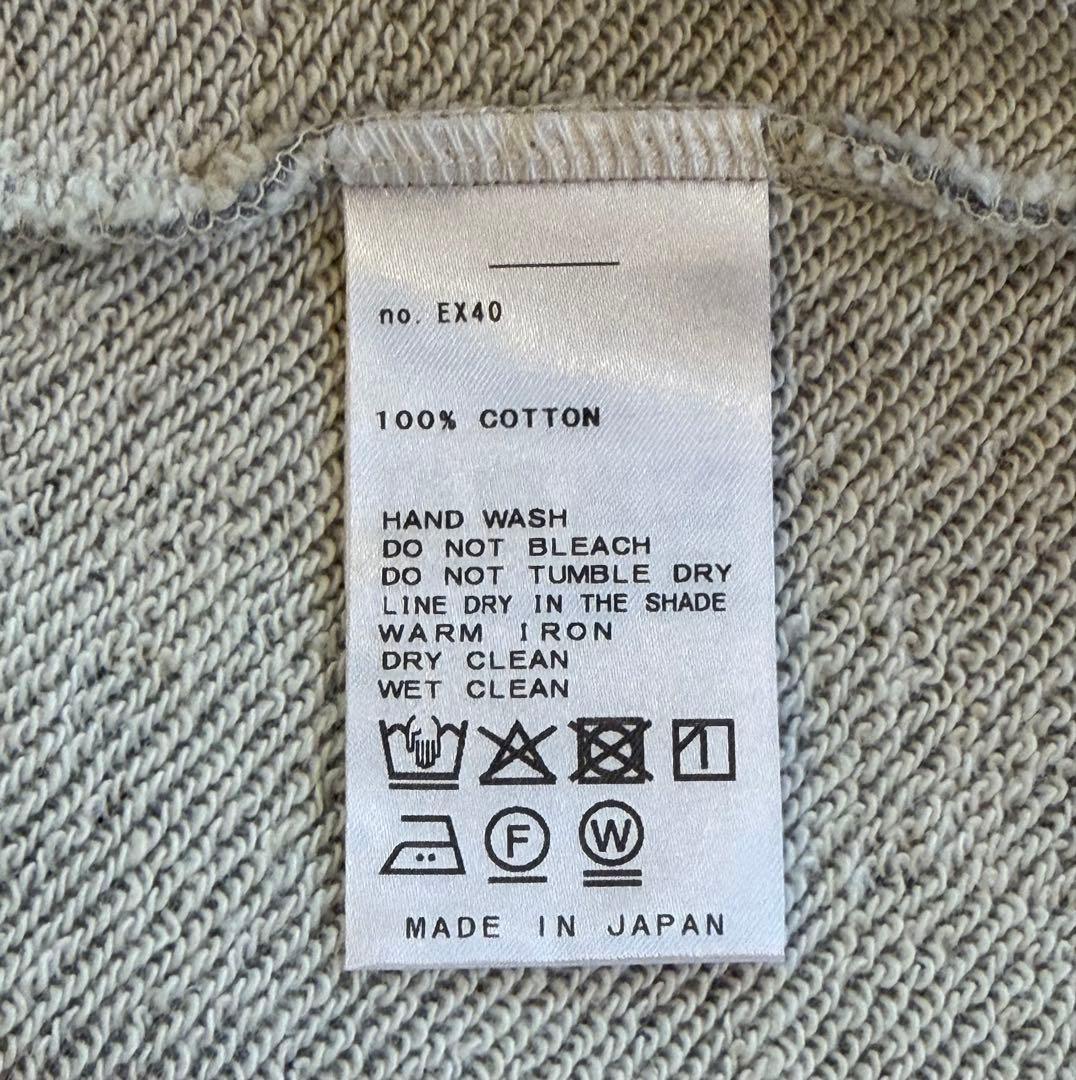 no. EX40
100% COTTON
HAND WASH
DO NOT BLEACH
DO NOT TUMBLE DRY
LINE DRY IN THE SHADE
WARM IRON
DRY CLEAN
WET CLEAN
F W
MADE IN JAPAN